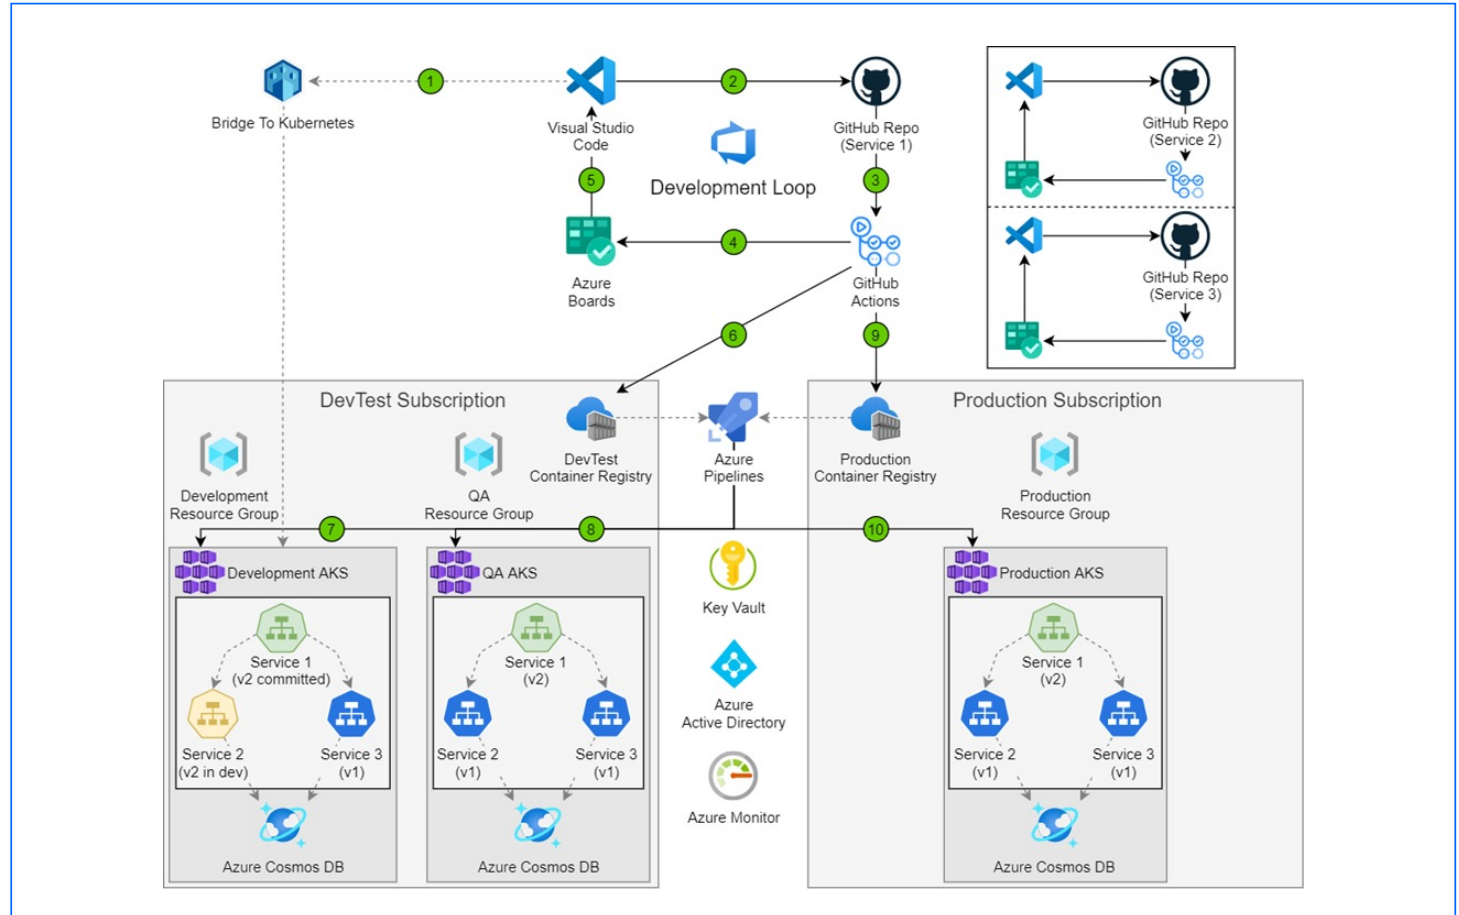 1
2
Bridge To Kubernetes
Visual Studio
Code
GitHub Repo
(Service 1)
Development Loop
5
3
4
Azure
Boards
GitHub
Actions
6
9
GitHub Repo
(Service 2)
GitHub Repo
(Service 3)
DevTest Subscription
Production Subscription
Development
Resource Group
QA
Resource Group
DevTest
Container Registry
Azure
Pipelines
Production
Container Registry
Production
Resource Group
7
8
10
Development AKS
QA AKS
Production AKS
Service 1
(v2 committed)
Service 2
(v2 in dev)
Service 3
(v1)
Azure Cosmos DB
Service 1
(v2)
Service 2
(v1)
Service 3
(v1)
Azure Cosmos DB
Key Vault
Azure
Active Directory
Azure Monitor
Service 1
(v2)
Service 2
(v1)
Service 3
(v1)
Azure Cosmos DB